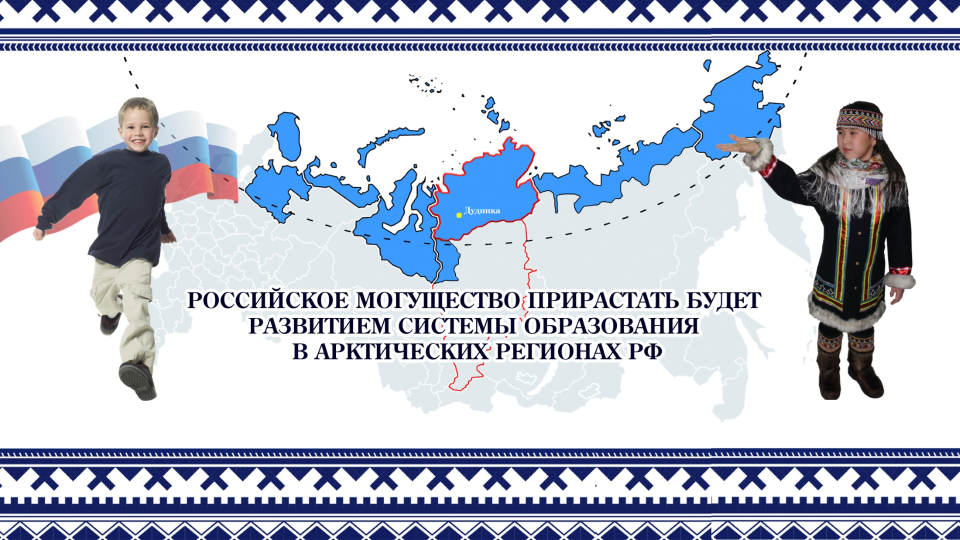 Дудинка
РОССИЙСКОЕ МОГУЩЕСТВО ПРИРАСТАТЬ БУДЕТ
РАЗВИТИЕМ СИСТЕМЫ ОБРАЗОВАНИЯ
В АРКТИЧЕСКИХ РЕГИОНАХ РФ